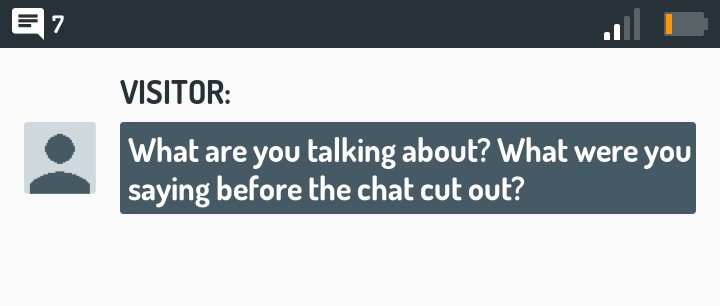 7
VISITOR:
What are you talking about? What were you
saying before the chat cut out?